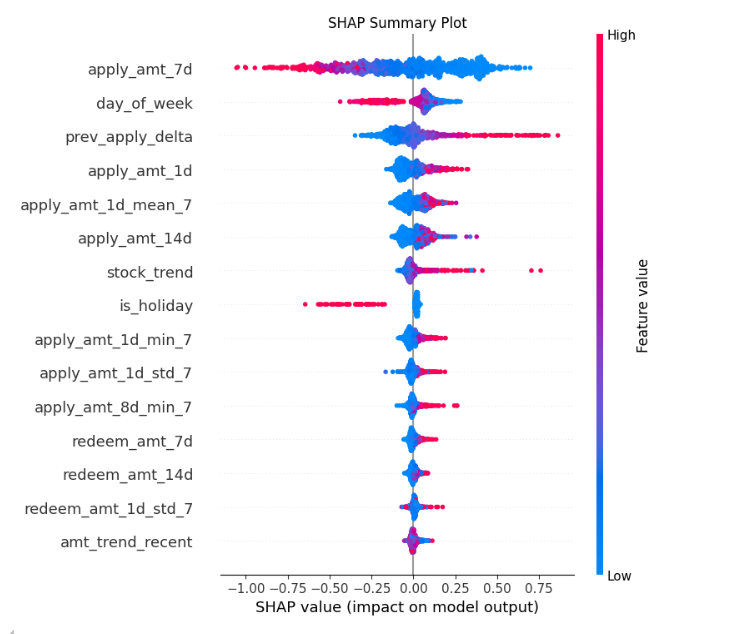 SHAP Summary Plot
High
apply_amt_7d
day_of_week
prev_apply_delta
apply_amt_1d
apply_amt_1d_mean_7
apply_amt_14d
stock_trend
is_holiday
apply_amt_1d_min_7
apply_amt_1d_std_7
apply_amt_8d_min_7
redeem_amt_7d
redeem_amt_14d
redeem_amt_1d_std_7
amt_trend_recent
Feature value
Low
−1.00 −0.75 −0.50 −0.25 0.00 0.25 0.50 0.75
SHAP value (impact on model output)